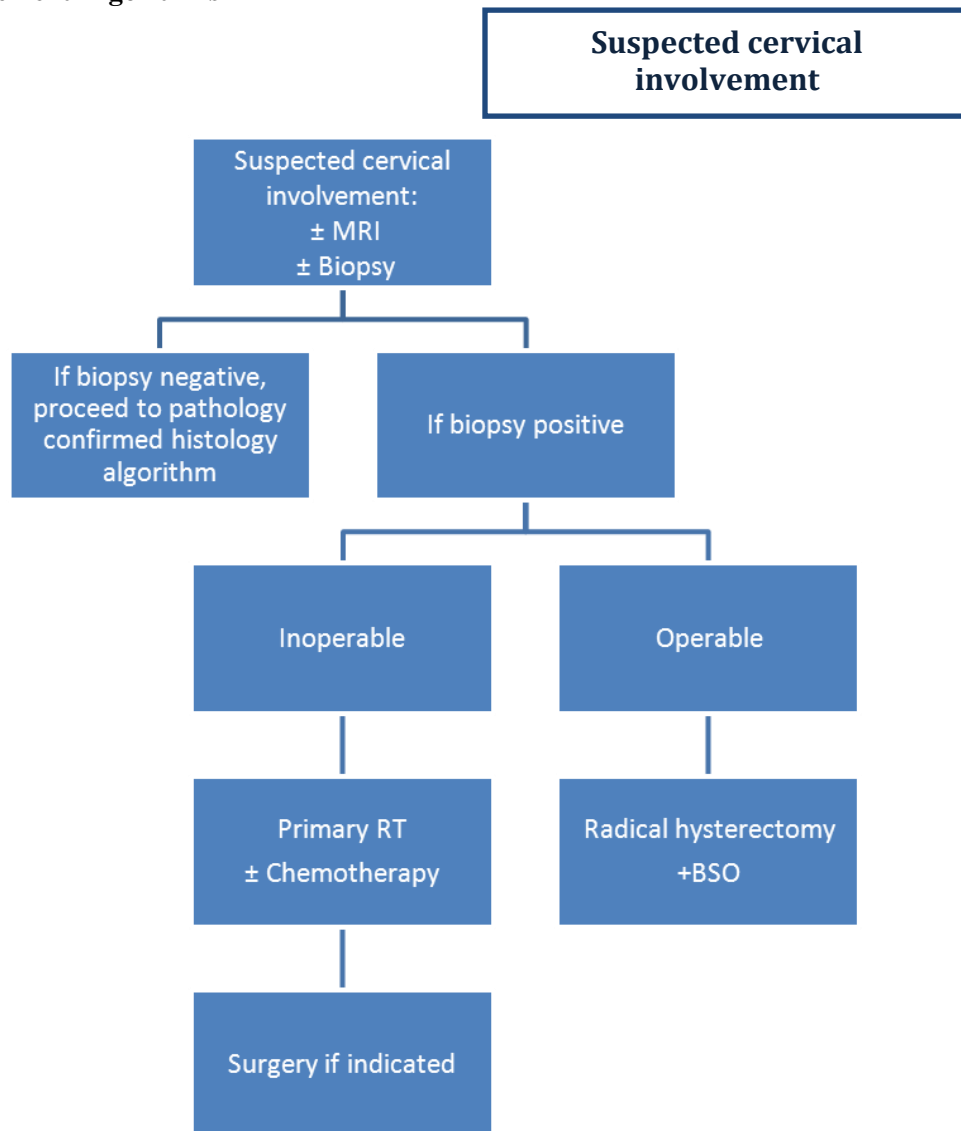 Suspected cervical
involvement
Suspected cervical
involvement:
± MRI
± Biopsy
If biopsy negative,
proceed to pathology
confirmed histology
algorithm
If biopsy positive
Inoperable
Operable
Primary RT
± Chemotherapy
Radical hysterectomy
+BSO
Surgery if indicated